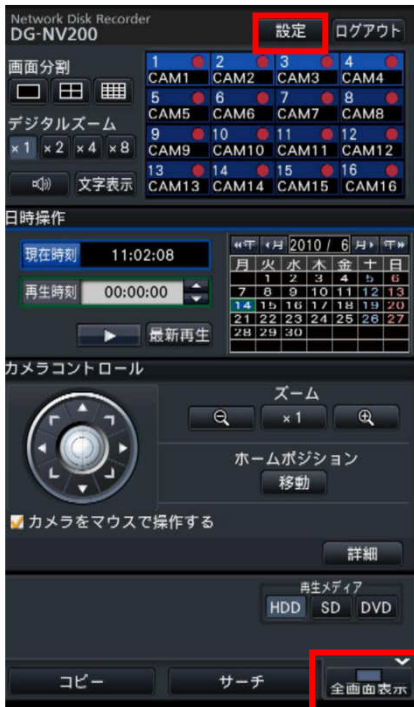 Network Disk Recorder
DG-NV200
設定
ログアウト
画面分割
1 2 3 4
CAM1 CAM2 CAM3 CAM4
5 6 7 8
CAM5 CAM6 CAM7 CAM8
デジタルズーム
×1 ×2 ×4 ×8
9 10 11 12
CAM9 CAM10 CAM11 CAM12
文字表示
13 14 15 16
CAM13 CAM14 CAM15 CAM16
日時操作
現在時刻 11:02:08
再生時刻 00:00:00
最新再生
年 月 2010 / 6 月 年
月 火 水 木 金 土 日
1 2 3 4 5 6
7 8 9 10 11 12 13
14 15 16 17 18 19 20
21 22 23 24 25 26 27
28 29 30
カメラコントロール
ズーム
×1
ホームポジション
移動
カメラをマウスで操作する
詳細
再生メディア
HDD SD DVD
コピー
サーチ
全画面表示